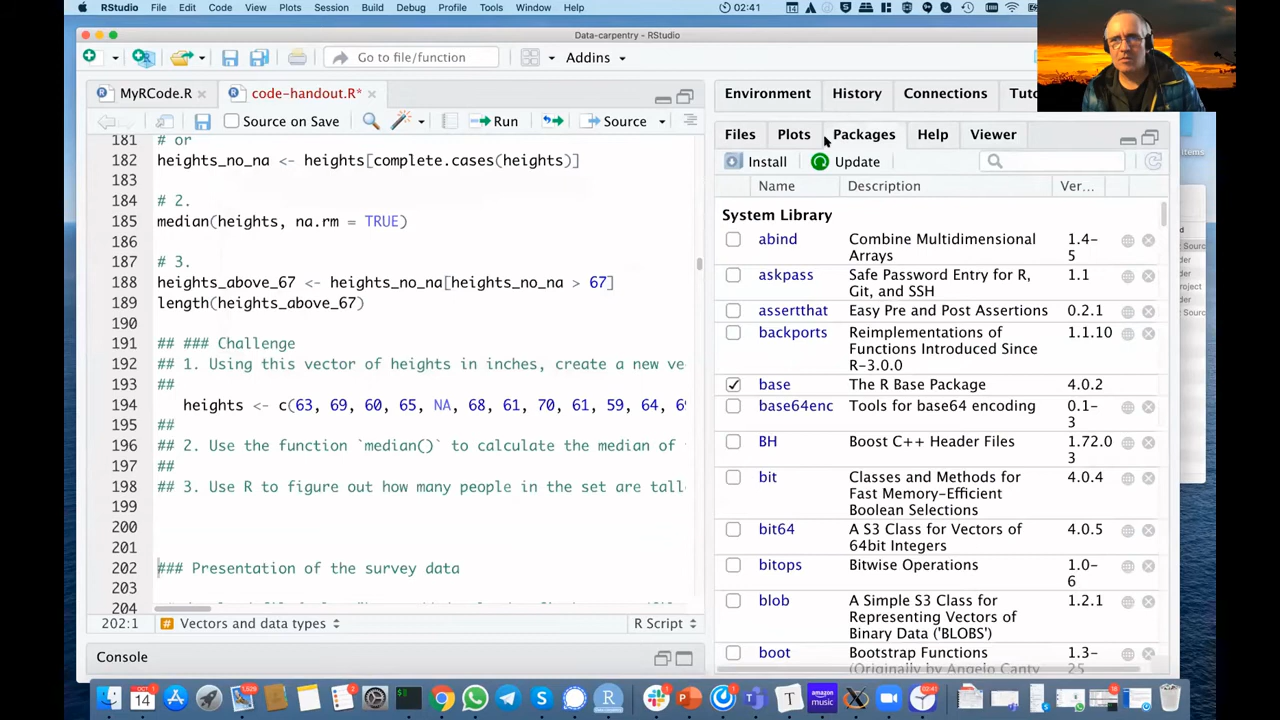 RStudio File Edit Code View Plots Session Build Debug Profile Tools Window Help 02:41
Data-carpentry - RStudio
Go to file/function Addins
MyRCode.R code-handout.R*
Source on Save Run Source
181 # or
182 heights_no_na <- heights[complete.cases(heights)]
183
184 # 2.
185 median(heights, na.rm = TRUE)
186
187 # 3.
188 heights_above_67 <- heights_no_na[heights_no_na > 67]
189 length(heights_above_67)
190
191 ## ### Challenge
192 ## 1. Using this vector of heights in inches, create a new ve
193 ##
194 heights <- c(63, 69, 60, 65, NA, 68, 61, 70, 61, 59, 64, 69
195 ##
196 ## 2. Use the function `median()` to calculate the median of
197 ##
198 ## 3. Use R to figure out how many people in the set are tall
199
200
201
202 ### Presentation of the survey data
204
202:1 # Vectors and data types R Script
Console
Environment History Connections Tuto
Files Plots Packages Help Viewer
Install Update
Name Description Ver...
System Library
abind Combine Multidimensional Arrays 1.4-5
askpass Safe Password Entry for R, Git, and SSH 1.1
assertthat Easy Pre and Post Assertions 0.2.1
backports Reimplementations of Functions Introduced Since R-3.0.0 1.1.10
base The R Base Package 4.0.2
base64enc Tools for base64 encoding 0.1-3
BH Boost C++ Header Files 1.72.0-3
bit Classes and Methods for Fast Memory-Efficient Boolean Selections 4.0.4
bit64 A S3 Class for Vectors of 64bit Integers 4.0.5
Bitwise Operations 1.0-6
Simple Classes for Representing Vectors of Binary Data ('BLOBS') 1.2.1
Bootstrap Functions 1.3-
items
amazon music